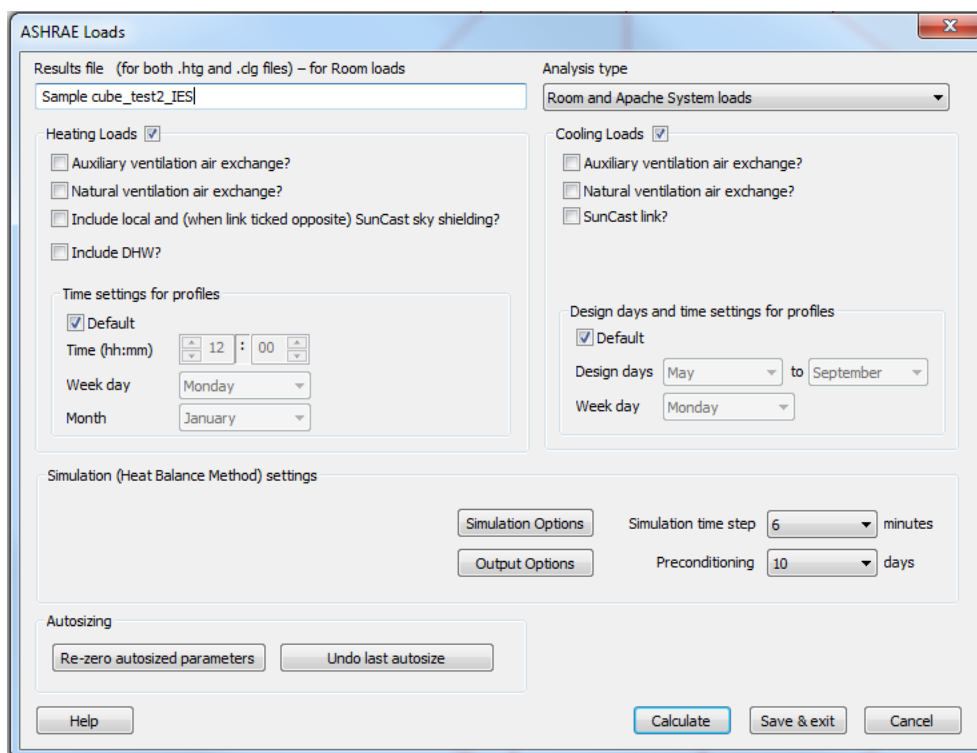 ASHRAE Loads
Results file (for both .htg and .clg files) – for Room loads
Sample cube_test2_IES
Analysis type
Room and Apache System loads
Heating Loads
Auxiliary ventilation air exchange?
Natural ventilation air exchange?
Include local and (when link ticked opposite) SunCast sky shielding?
Include DHW?
Time settings for profiles
Default
Time (hh:mm) 12 : 00
Week day Monday
Month January
Cooling Loads
Auxiliary ventilation air exchange?
Natural ventilation air exchange?
SunCast link?
Design days and time settings for profiles
Default
Design days May to September
Week day Monday
Simulation (Heat Balance Method) settings
Simulation Options Simulation time step 6 minutes
Output Options Preconditioning 10 days
Autosizing
Re-zero autosized parameters Undo last autosize
Help Calculate Save & exit Cancel